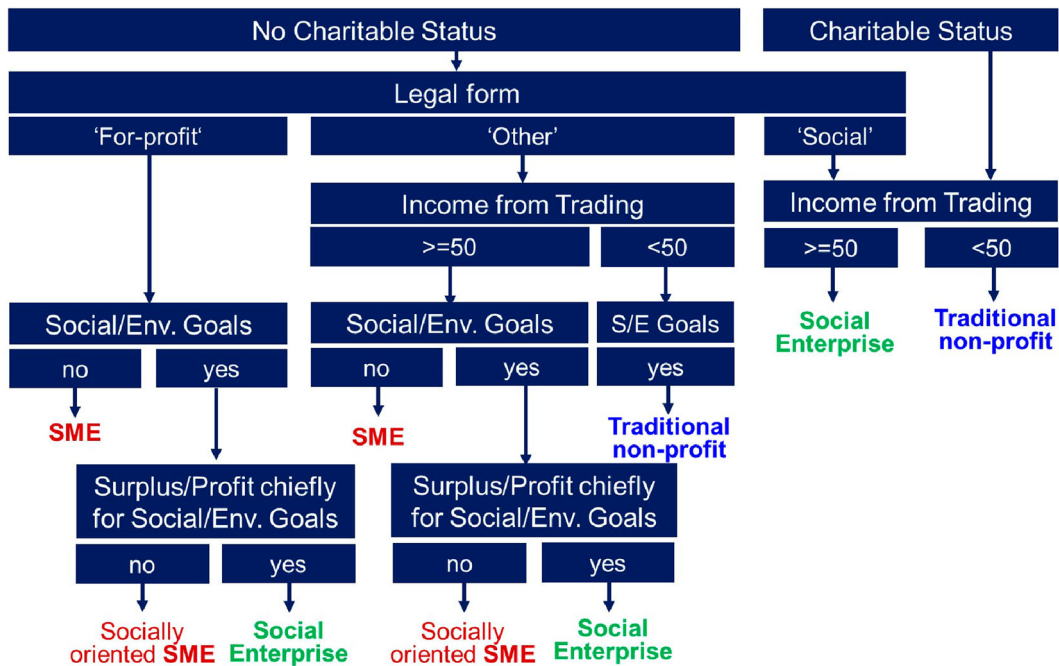 No Charitable Status
Charitable Status
Legal form
‘For-profit‘
‘Other’
‘Social’
Income from Trading
Income from Trading
>=50
<50
>=50
<50
Social/Env. Goals
Social/Env. Goals
S/E Goals
Social
Enterprise
Traditional
non-profit
no
yes
no
yes
yes
SME
SME
Traditional
non-profit
Surplus/Profit chiefly
for Social/Env. Goals
Surplus/Profit chiefly
for Social/Env. Goals
no
yes
no
yes
Socially
oriented SME
Social
Enterprise
Socially
oriented SME
Social
Enterprise